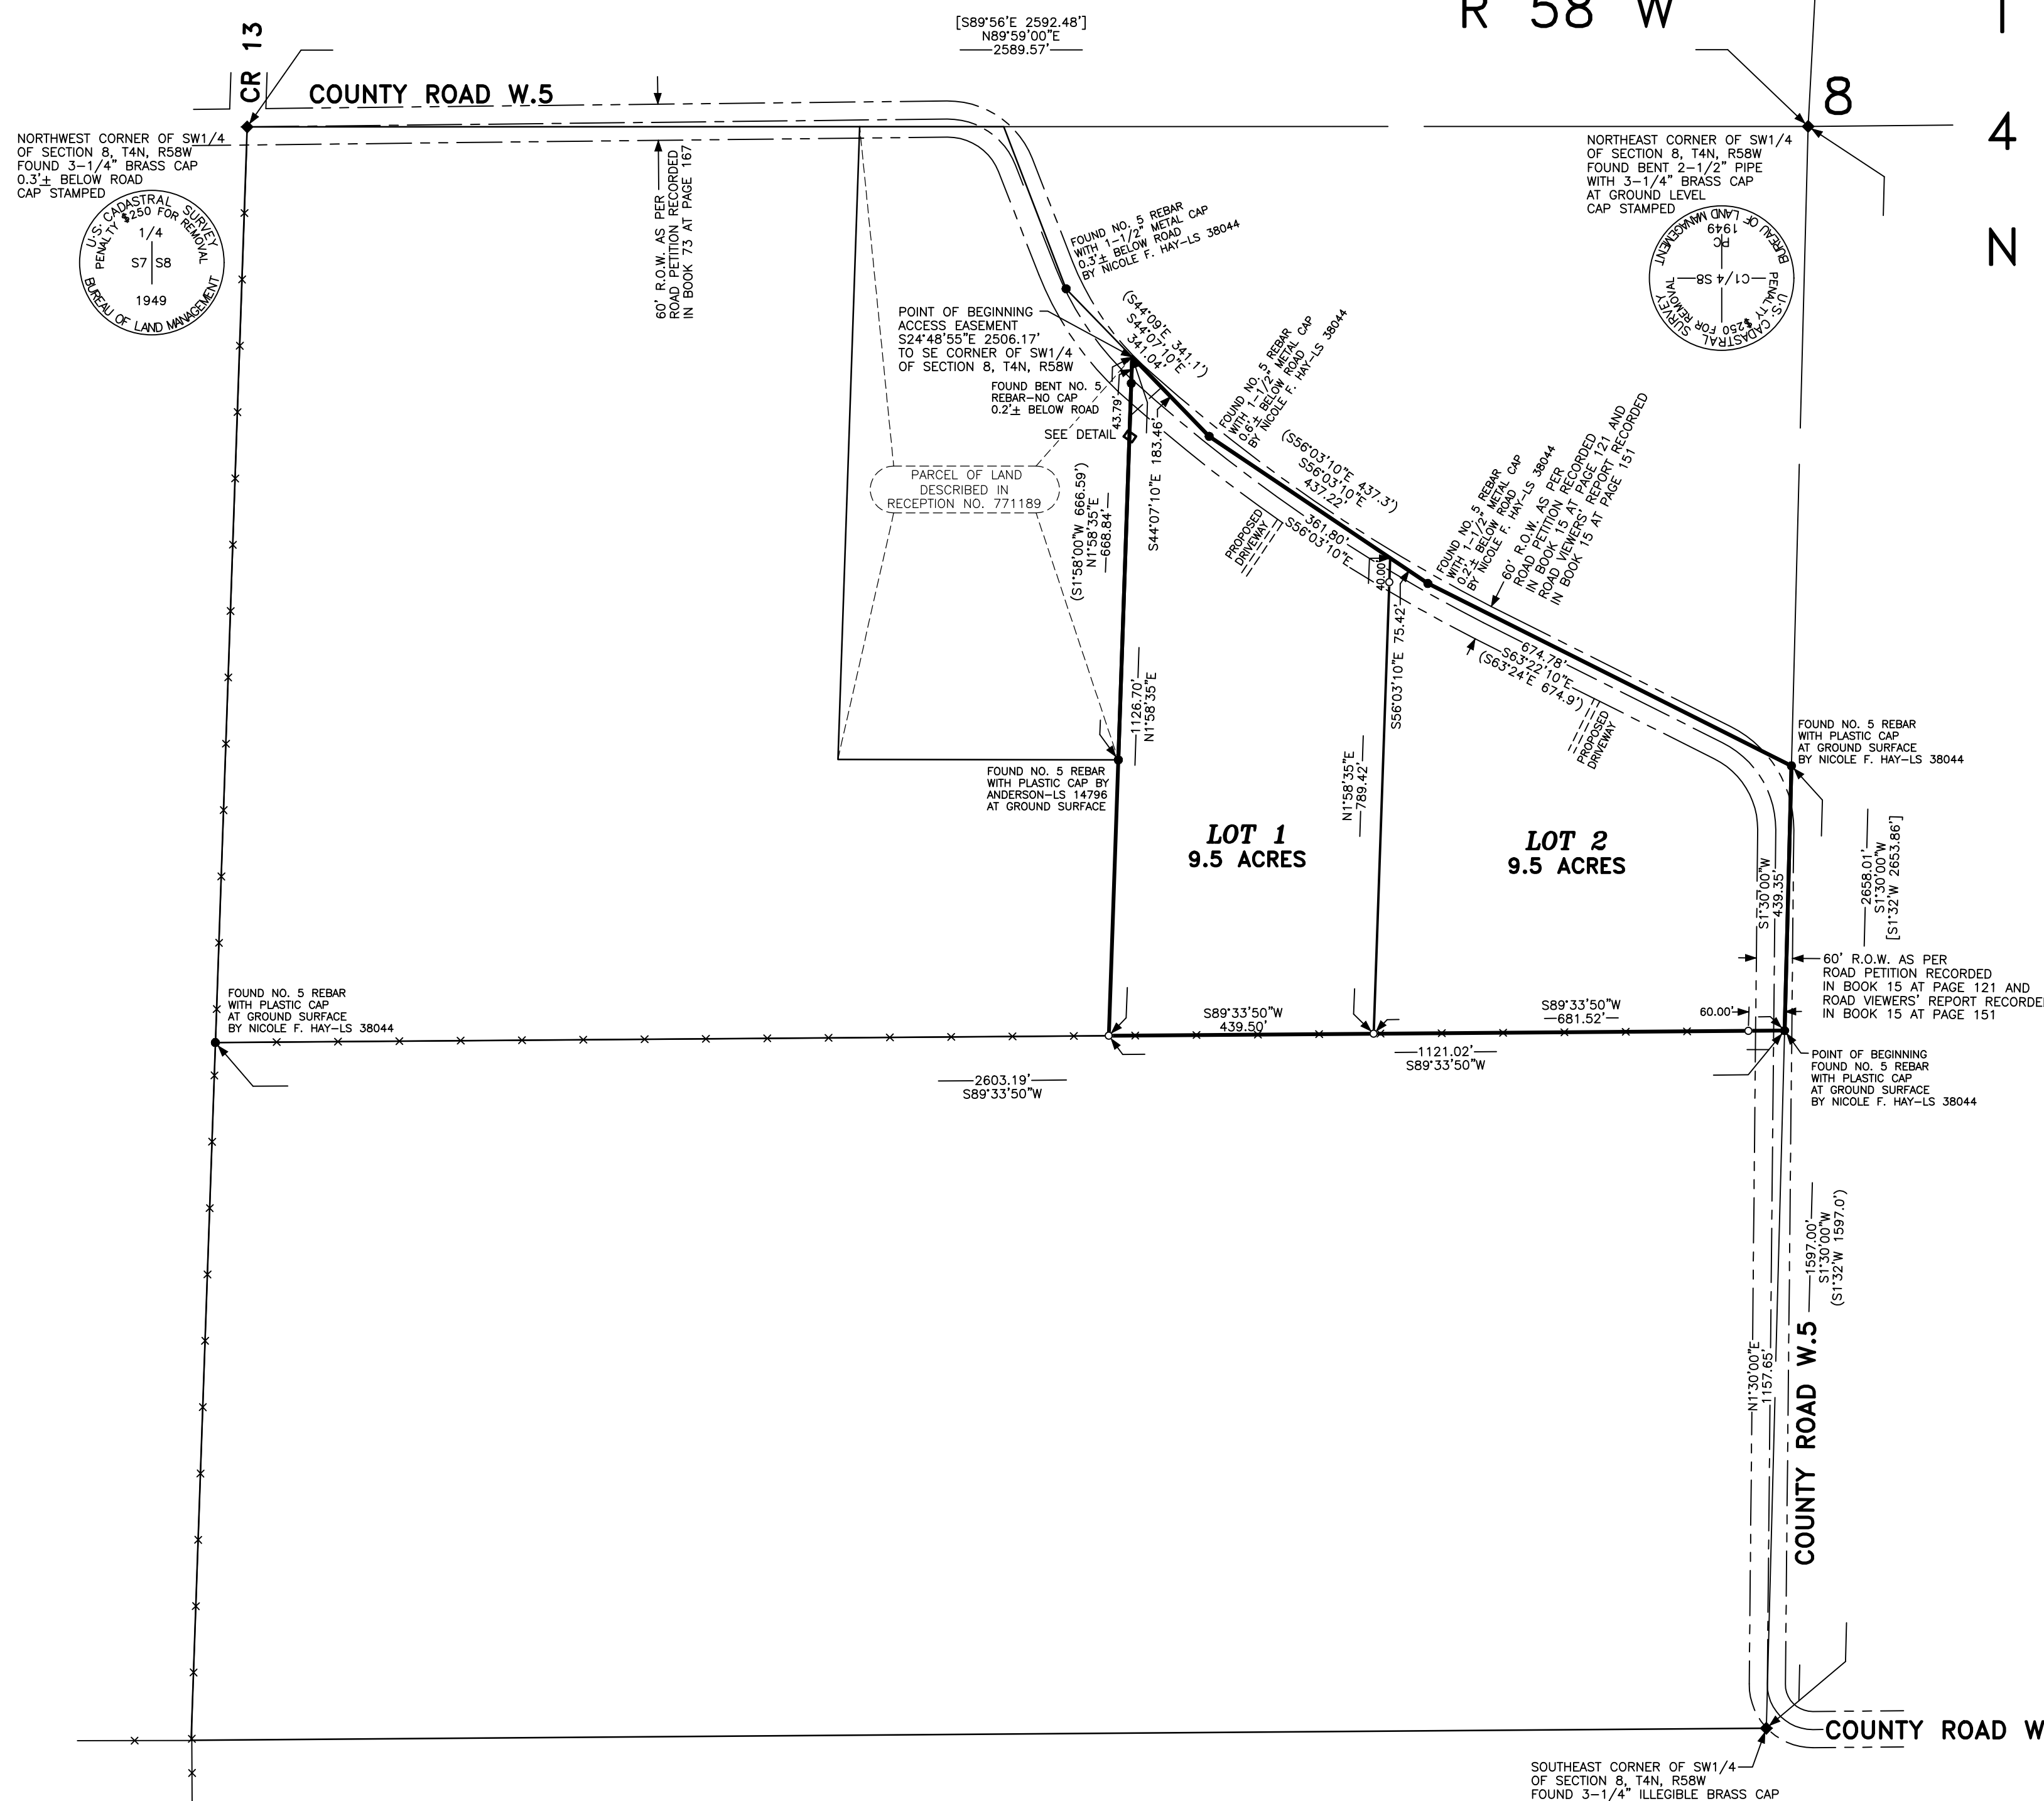 [S89°56'E 2592.48']
N89°59'00"E
2589.57'
R 58 W
T
4
N
8
CR 13
COUNTY ROAD W.5
NORTHWEST CORNER OF SW1/4
OF SECTION 8, T4N, R58W
FOUND 3-1/4" BRASS CAP
0.3'± BELOW ROAD
CAP STAMPED
U.S. CADASTRAL SURVEY
PENALTY $250 FOR REMOVAL
1/4
S7 S8
1949
BUREAU OF LAND MANAGEMENT
60' R.O.W. AS PER
ROAD PETITION RECORDED
IN BOOK 73 AT PAGE 167
NORTHEAST CORNER OF SW1/4
OF SECTION 8, T4N, R58W
FOUND BENT 2-1/2" PIPE
WITH 3-1/4" BRASS CAP
AT GROUND LEVEL
CAP STAMPED
U.S. CADASTRAL SURVEY
PENALTY $250 FOR REMOVAL
C1/4 S8
PC
1949
BUREAU OF LAND MANAGEMENT
FOUND NO. 5 REBAR
WITH 1-1/2" METAL CAP
0.3'± BELOW ROAD
BY NICOLE F. HAY-LS 38044
POINT OF BEGINNING
ACCESS EASEMENT
S24°48'55"E 2506.17'
TO SE CORNER OF SW1/4
OF SECTION 8, T4N, R58W
FOUND BENT NO. 5
REBAR-NO CAP
0.2'± BELOW ROAD
SEE DETAIL
43.79'
(S44°09'E 341.1')
S44°07'10"E
341.04'
S44°07'10"E 183.46'
FOUND NO. 5 REBAR
WITH 1-1/2" METAL CAP
0.6'± BELOW ROAD
BY NICOLE F. HAY-LS 38044
(S56°03'10"E 437.3')
S56°03'10"E
437.22'
361.80'
S56°03'10"E
PROPOSED
DRIVEWAY
FOUND NO. 5 REBAR
WITH 1-1/2" METAL CAP
0.2'± BELOW ROAD
BY NICOLE F. HAY-LS 38044
60' R.O.W. AS PER
ROAD PETITION RECORDED
IN BOOK 15 AT PAGE 121 AND
ROAD VIEWERS' REPORT RECORDED
IN BOOK 15 AT PAGE 151
PARCEL OF LAND
DESCRIBED IN
RECEPTION NO. 771189
(S1°58'00"W 666.59')
N1°58'35"E
668.84'
40.00'
S56°03'10"E 75.42'
674.78'
S63°22'10"E
(S63°24'E 674.9')
PROPOSED
DRIVEWAY
1126.70'
N1°58'35"E
N1°58'35"E
789.42'
FOUND NO. 5 REBAR
WITH PLASTIC CAP
AT GROUND SURFACE
BY NICOLE F. HAY-LS 38044
FOUND NO. 5 REBAR
WITH PLASTIC CAP BY
ANDERSON-LS 14796
AT GROUND SURFACE
LOT 1
9.5 ACRES
LOT 2
9.5 ACRES
S1°30'00"W
439.35'
2658.01'
S1°30'00"W
[S1°32'W 2653.86']
60' R.O.W. AS PER
ROAD PETITION RECORDED
IN BOOK 15 AT PAGE 121 AND
ROAD VIEWERS' REPORT RECORDE
IN BOOK 15 AT PAGE 151
FOUND NO. 5 REBAR
WITH PLASTIC CAP
AT GROUND SURFACE
BY NICOLE F. HAY-LS 38044
S89°33'50"W
439.50'
S89°33'50"W
681.52'
60.00'
1121.02'
S89°33'50"W
2603.19'
S89°33'50"W
POINT OF BEGINNING
FOUND NO. 5 REBAR
WITH PLASTIC CAP
AT GROUND SURFACE
BY NICOLE F. HAY-LS 38044
1597.00'
S1°30'00"W
(S1°32'W 1597.0')
N1°30'00"E
1157.65'
COUNTY ROAD W.5
COUNTY ROAD W
SOUTHEAST CORNER OF SW1/4
OF SECTION 8, T4N, R58W
FOUND 3-1/4" ILLEGIBLE BRASS CAP